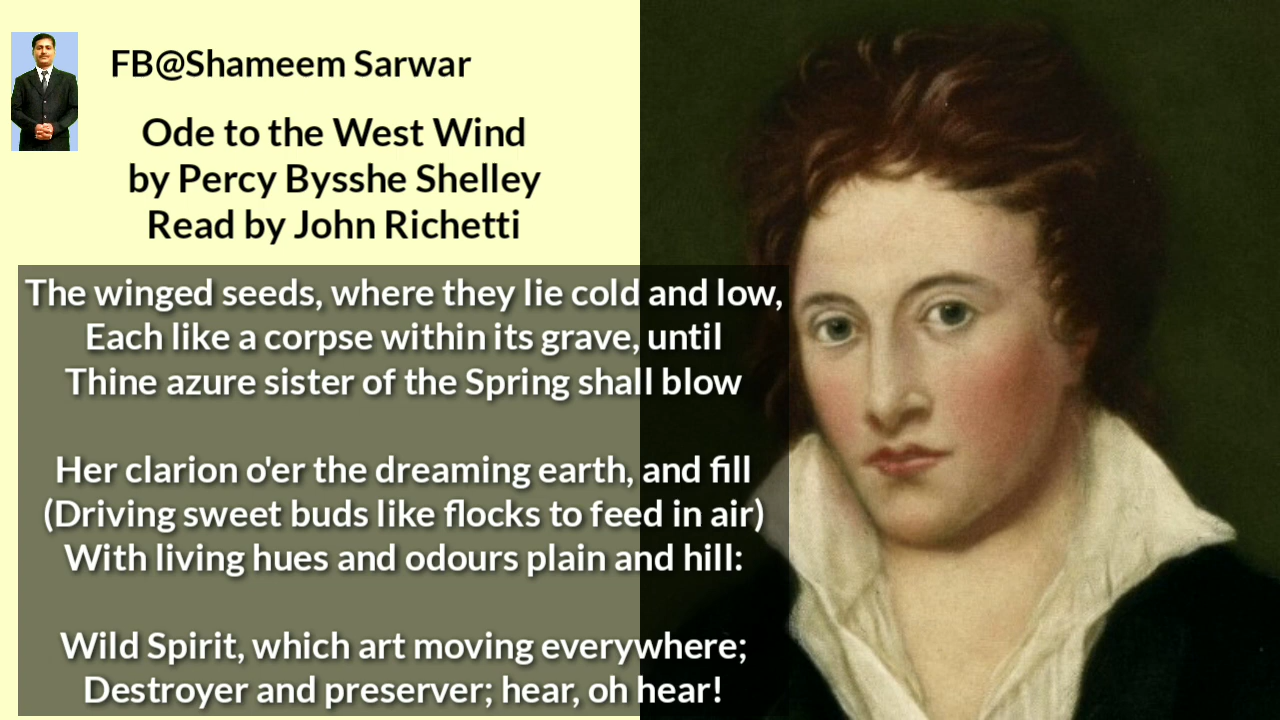 FB@Shameem Sarwar
Ode to the West Wind
by Percy Bysshe Shelley
Read by John Richetti
The winged seeds, where they lie cold and low,
Each like a corpse within its grave, until
Thine azure sister of the Spring shall blow
Her clarion o'er the dreaming earth, and fill
(Driving sweet buds like flocks to feed in air)
With living hues and odours plain and hill:
Wild Spirit, which art moving everywhere;
Destroyer and preserver; hear, oh hear!